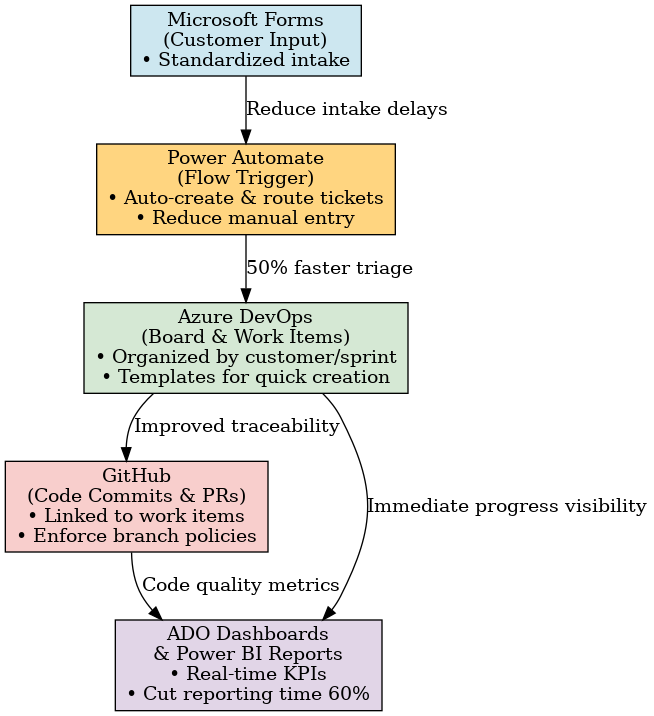 Microsoft Forms
(Customer Input)
• Standardized intake
Reduce intake delays
Power Automate
(Flow Trigger)
• Auto-create & route tickets
• Reduce manual entry
50% faster triage
Azure DevOps
(Board & Work Items)
• Organized by customer/sprint
• Templates for quick creation
Improved traceability
GitHub
(Code Commits & PRs)
• Linked to work items
• Enforce branch policies
Immediate progress visibility
Code quality metrics
ADO Dashboards
& Power BI Reports
• Real-time KPIs
• Cut reporting time 60%